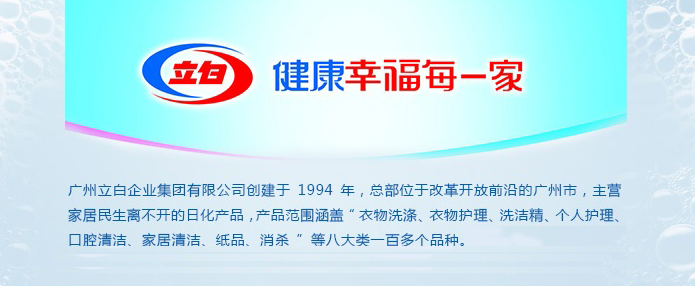 立白 健康幸福每一家
广州立白企业集团有限公司创建于 1994 年，总部位于改革开放前沿的广州市，主营
家居民生离不开的日化产品，产品范围涵盖“ 衣物洗涤、衣物护理、洗洁精、个人护理、
口腔清洁、家居清洁、纸品、消杀 ” 等八大类一百多个品种。